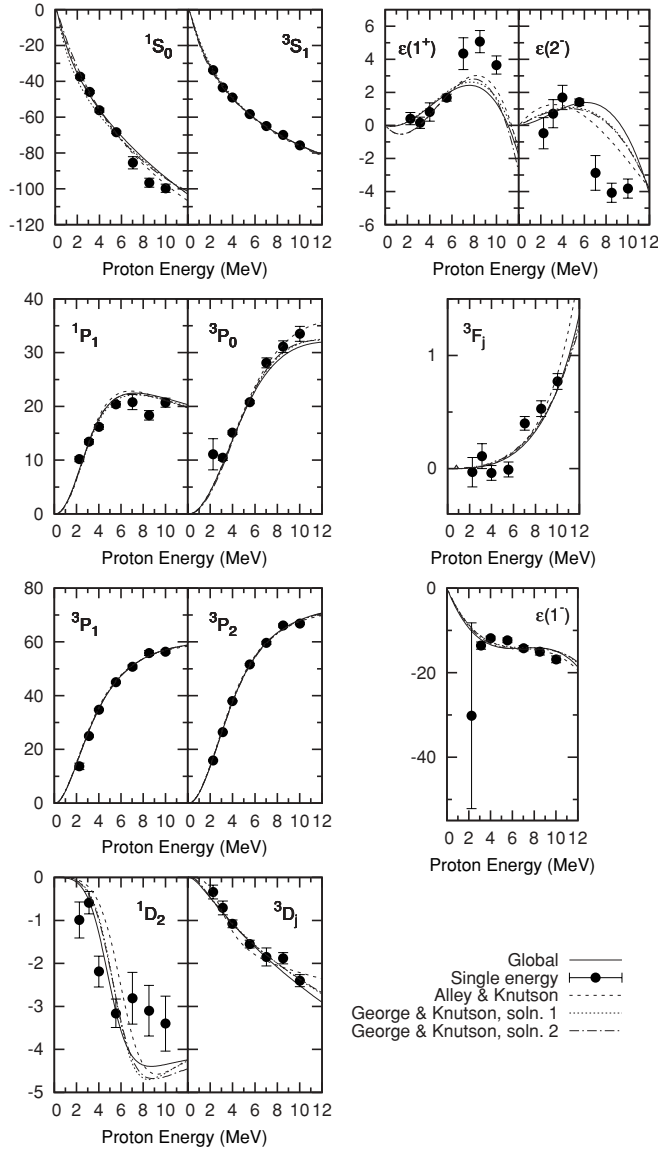 0
-20
-40
-60
-80
-100
-120
¹S₀
³S₁
0 2 4 6 8 10 0 2 4 6 8 10 12
Proton Energy (MeV)
6
4
2
0
-2
-4
-6
ε(1⁺)
ε(2⁻)
0 2 4 6 8 10 0 2 4 6 8 10 12
Proton Energy (MeV)
40
30
20
10
0
¹P₁
³P₀
0 2 4 6 8 10 0 2 4 6 8 10 12
Proton Energy (MeV)
1
0
³Fⱼ
0 2 4 6 8 10 12
Proton Energy (MeV)
80
60
40
20
0
³P₁
³P₂
0 2 4 6 8 10 0 2 4 6 8 10 12
Proton Energy (MeV)
0
-20
-40
ε(1⁻)
0 2 4 6 8 10 12
Proton Energy (MeV)
0
-1
-2
-3
-4
-5
¹D₂
³Dⱼ
0 2 4 6 8 10 0 2 4 6 8 10 12
Proton Energy (MeV)
Global
Single energy
Alley & Knutson
George & Knutson, soln. 1
George & Knutson, soln. 2